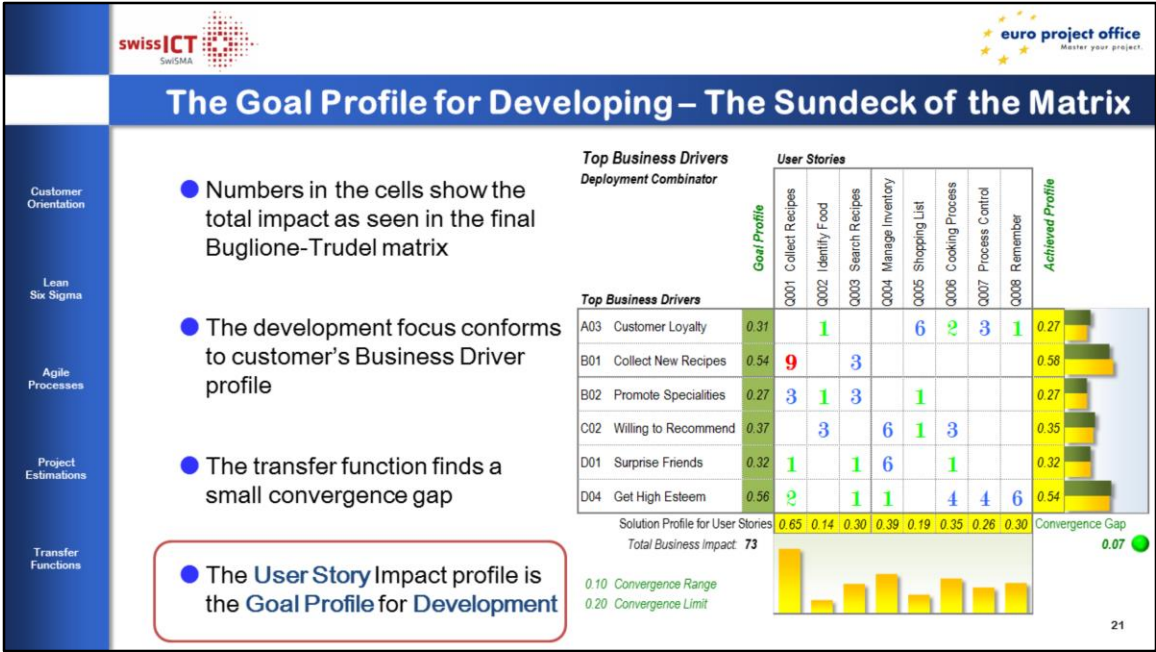 swissICT
SwiSMA
euro project office
Master your project.
The Goal Profile for Developing – The Sundeck of the Matrix
Customer
Orientation
Lean
Six Sigma
Agile
Processes
Project
Estimations
Transfer
Functions
Numbers in the cells show the
total impact as seen in the final
Buglione-Trudel matrix
The development focus conforms
to customer's Business Driver
profile
The transfer function finds a
small convergence gap
The User Story Impact profile is
the Goal Profile for Development
Top Business Drivers
Deployment Combinator
User Stories
Goal Profile
Q001 Collect Recipes
Q002 Identify Food
Q003 Search Recipes
Q004 Manage Inventory
Q005 Shopping List
Q006 Cooking Process
Q007 Process Control
Q008 Remember
Achieved Profile
Top Business Drivers
A03 Customer Loyalty 0.31 1 6 2 3 1 0.27
B01 Collect New Recipes 0.54 9 3 0.58
B02 Promote Specialities 0.27 3 1 3 1 0.27
C02 Willing to Recommend 0.37 3 6 1 3 0.35
D01 Surprise Friends 0.32 1 1 6 1 0.32
D04 Get High Esteem 0.56 2 1 1 4 4 6 0.54
Solution Profile for User Stories: 0.65 0.14 0.30 0.39 0.19 0.35 0.26 0.30 Convergence Gap
Total Business Impact: 73 0.07
0.10 Convergence Range
0.20 Convergence Limit
21